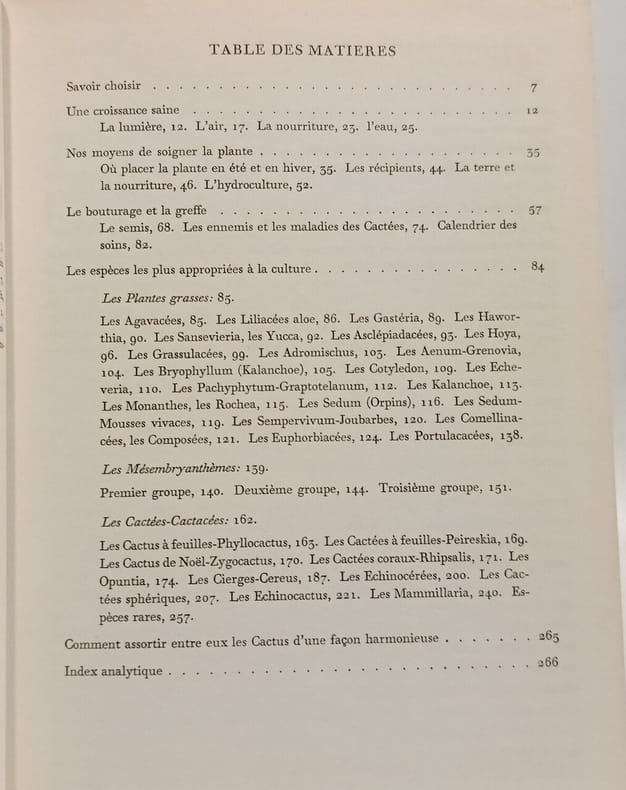 TABLE DES MATIERES
Savoir choisir . . . . . . . . . . . . . . . . . . . . . . . . . . 7
Une croissance saine . . . . . . . . . . . . . . . . . . . . . . . 12
La lumière, 12. L'air, 17. La nourriture, 23. l'eau, 25.
Nos moyens de soigner la plante . . . . . . . . . . . . . . . . . . 35
Où placer la plante en été et en hiver, 35. Les récipients, 44. La terre et
la nourriture, 46. L'hydroculture, 52.
Le bouturage et la greffe . . . . . . . . . . . . . . . . . . . . . 57
Le semis, 68. Les ennemis et les maladies des Cactées, 74. Calendrier des
soins, 82.
Les espèces les plus appropriées à la culture . . . . . . . . . . . . . . . . 84
Les Plantes grasses: 85.
Les Agavacées, 85. Les Liliacées aloe, 86. Les Gastéria, 89. Les Hawor-
thia, 90. Les Sansevieria, les Yucca, 92. Les Asclépiadacées, 93. Les Hoya,
96. Les Grassulacées, 99. Les Adromischus, 103. Les Aenum-Grenovia,
104. Les Bryophyllum (Kalanchoe), 105. Les Cotyledon, 109. Les Eche-
veria, 110. Les Pachyphytum-Graptotelanum, 112. Les Kalanchoe, 113.
Les Monanthes, les Rochea, 115. Les Sedum (Orpins), 116. Les Sedum-
Mousses vivaces, 119. Les Sempervivum-Joubarbes, 120. Les Comellina-
cées, les Composées, 121. Les Euphorbiacées, 124. Les Portulacacées, 138.
Les Mésembryanthèmes: 139.
Premier groupe, 140. Deuxième groupe, 144. Troisième groupe, 151.
Les Cactées-Cactacées: 162.
Les Cactus à feuilles-Phyllocactus, 163. Les Cactées à feuilles-Peireskia, 169.
Les Cactus de Noël-Zygocactus, 170. Les Cactées coraux-Rhipsalis, 171. Les
Opuntia, 174. Les Cierges-Cereus, 187. Les Echinocérées, 200. Les Cac-
tées sphériques, 207. Les Echinocactus, 221. Les Mammillaria, 240. Es-
pèces rares, 257.
Comment assortir entre eux les Cactus d'une façon harmonieuse . . . . . . . 265
Index analytique . . . . . . . . . . . . . . . . . . . . . . . . . . . 266